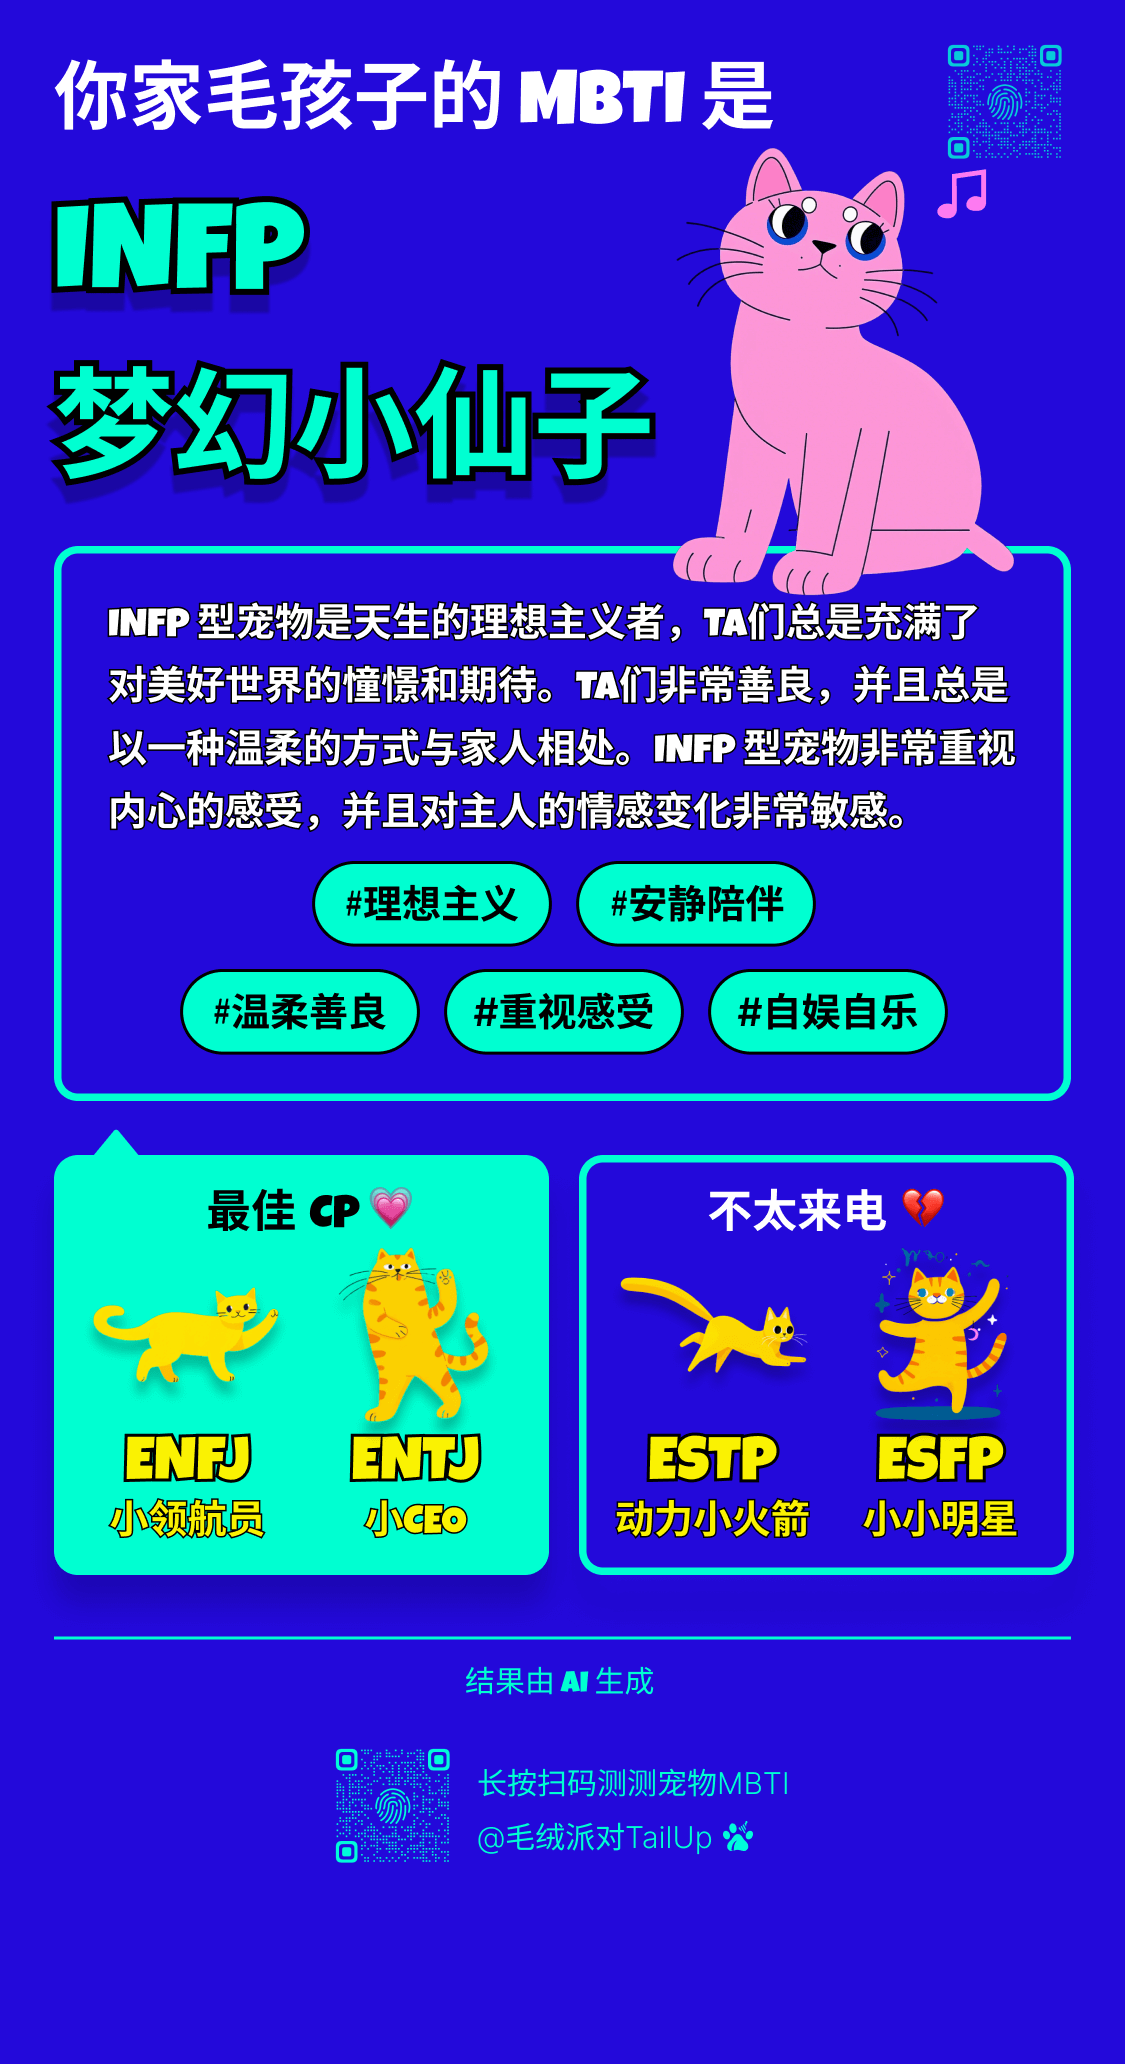 你家毛孩子的 MBTI 是
INFP
梦幻小仙子
INFP 型宠物是天生的理想主义者，TA们总是充满了
对美好世界的憧憬和期待。TA们非常善良，并且总是
以一种温柔的方式与家人相处。INFP 型宠物非常重视
内心的感受，并且对主人的情感变化非常敏感。
#理想主义 #安静陪伴
#温柔善良 #重视感受 #自娱自乐
最佳 CP
ENFJ ENTJ
小领航员 小CEO
不太来电
ESTP ESFP
动力小火箭 小小明星
结果由 AI 生成
长按扫码测测宠物MBTI
@毛绒派对TailUp